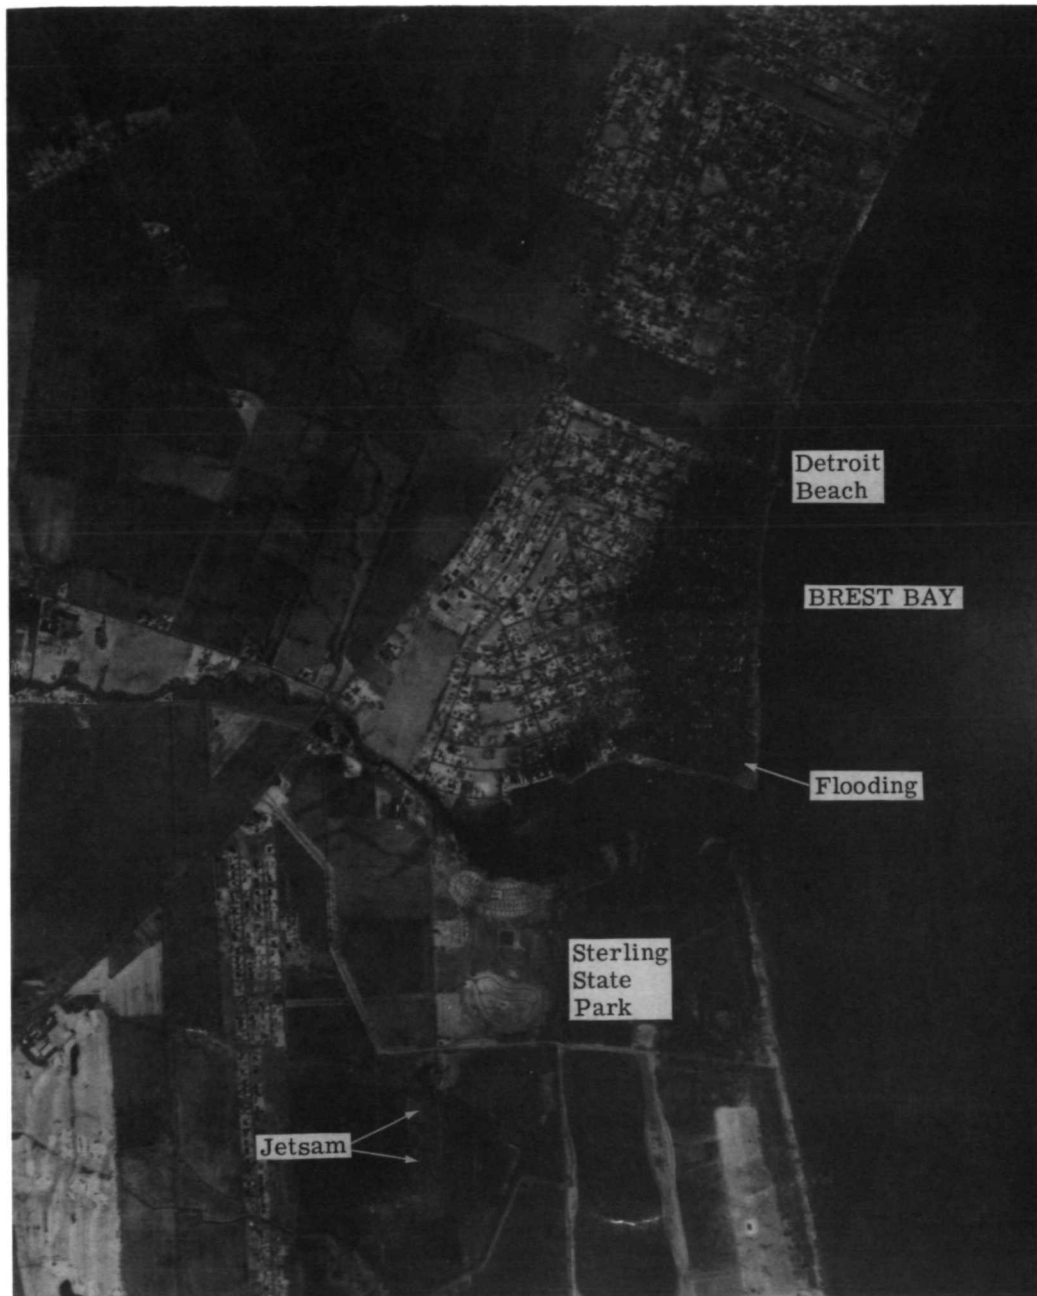 Detroit
Beach
BREST BAY
Flooding
Sterling
State
Park
Jetsam